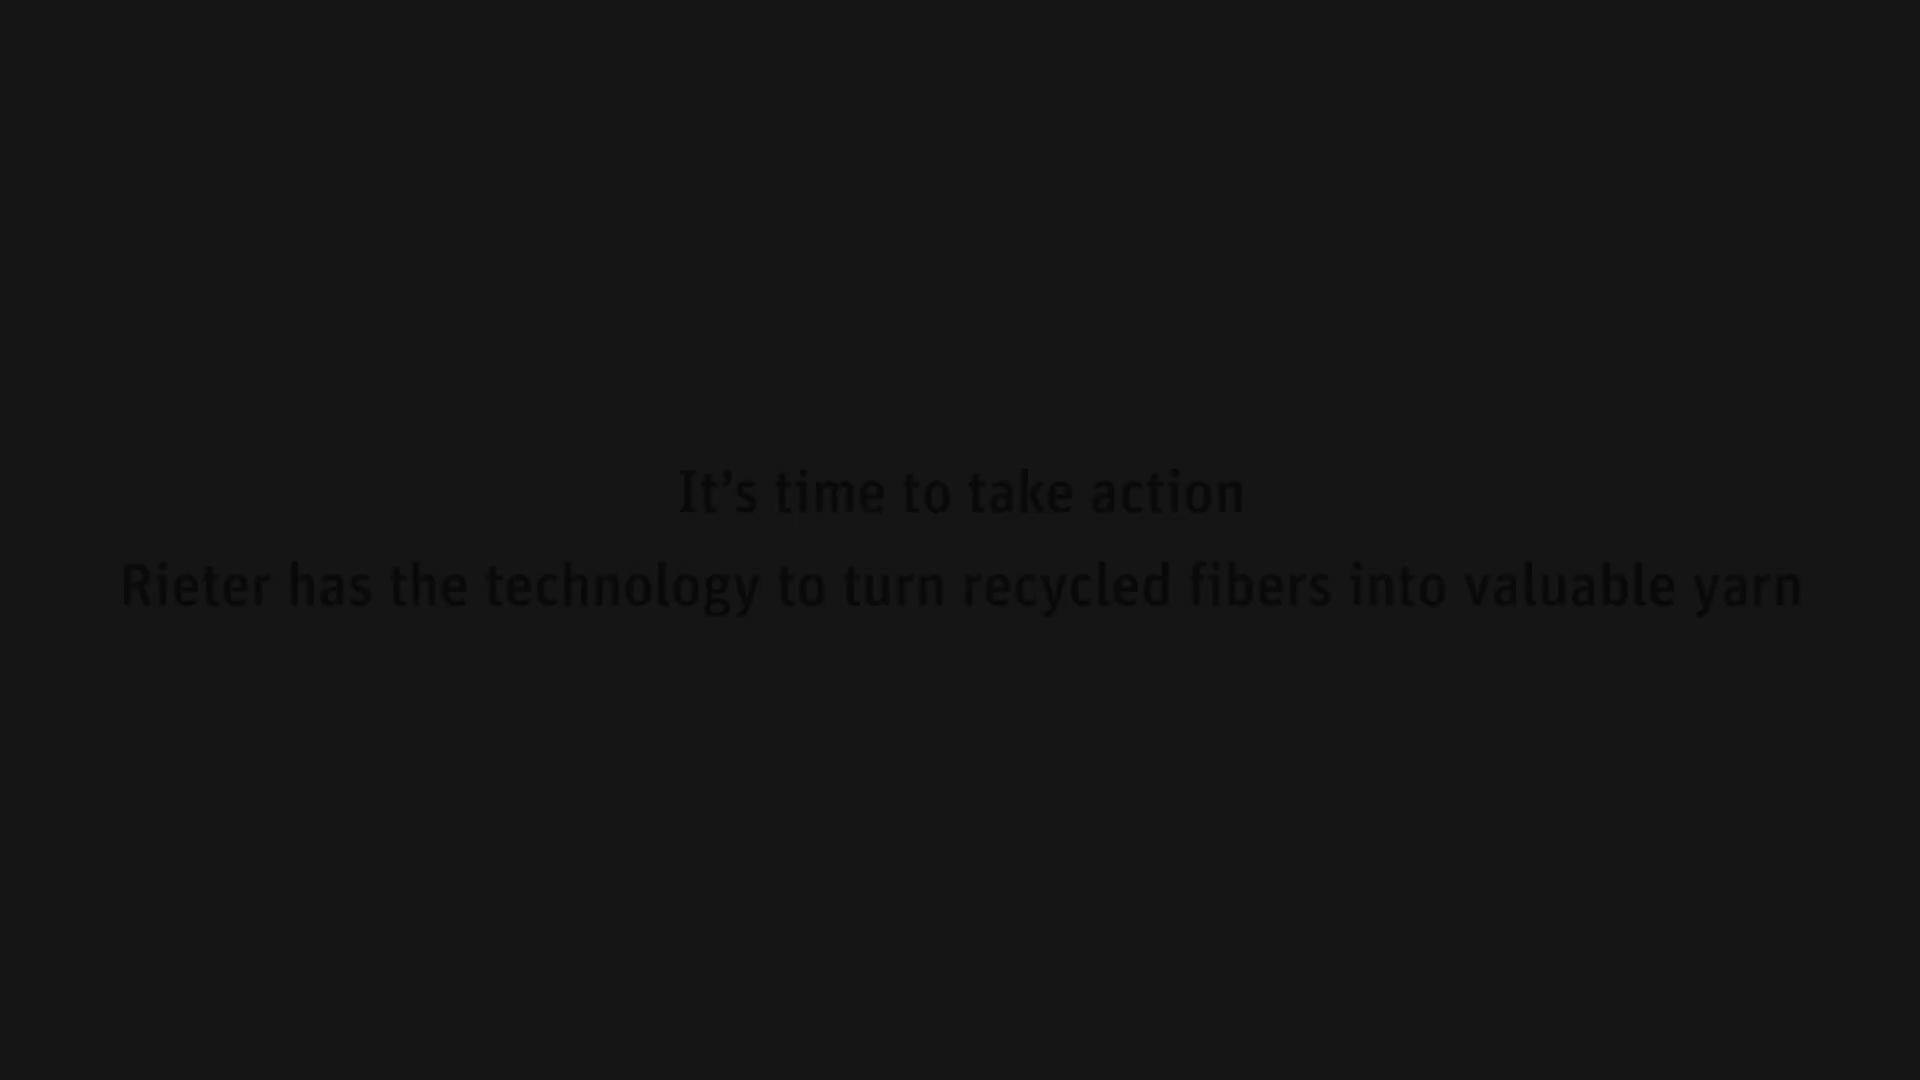 It’s time to take action
Rieter has the technology to turn recycled fibers into valuable yarn